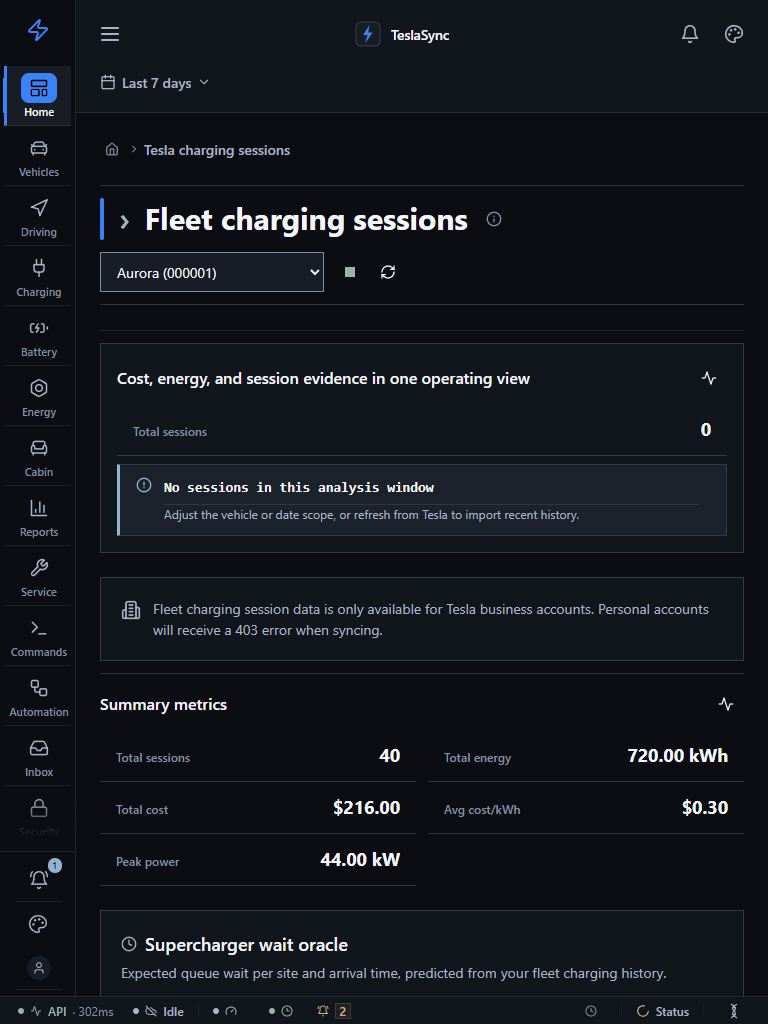 TeslaSync
Last 7 days
Home
Vehicles
Driving
Charging
Battery
Energy
Cabin
Reports
Service
Commands
Automation
Inbox
Security
1
Tesla charging sessions
Fleet charging sessions
Aurora (000001)
Cost, energy, and session evidence in one operating view
Total sessions 0
No sessions in this analysis window
Adjust the vehicle or date scope, or refresh from Tesla to import recent history.
Fleet charging session data is only available for Tesla business accounts. Personal accounts
will receive a 403 error when syncing.
Summary metrics
Total sessions 40
Total energy 720.00 kWh
Total cost $216.00
Avg cost/kWh $0.30
Peak power 44.00 kW
Supercharger wait oracle
Expected queue wait per site and arrival time, predicted from your fleet charging history.
API · 302ms Idle 2 Status